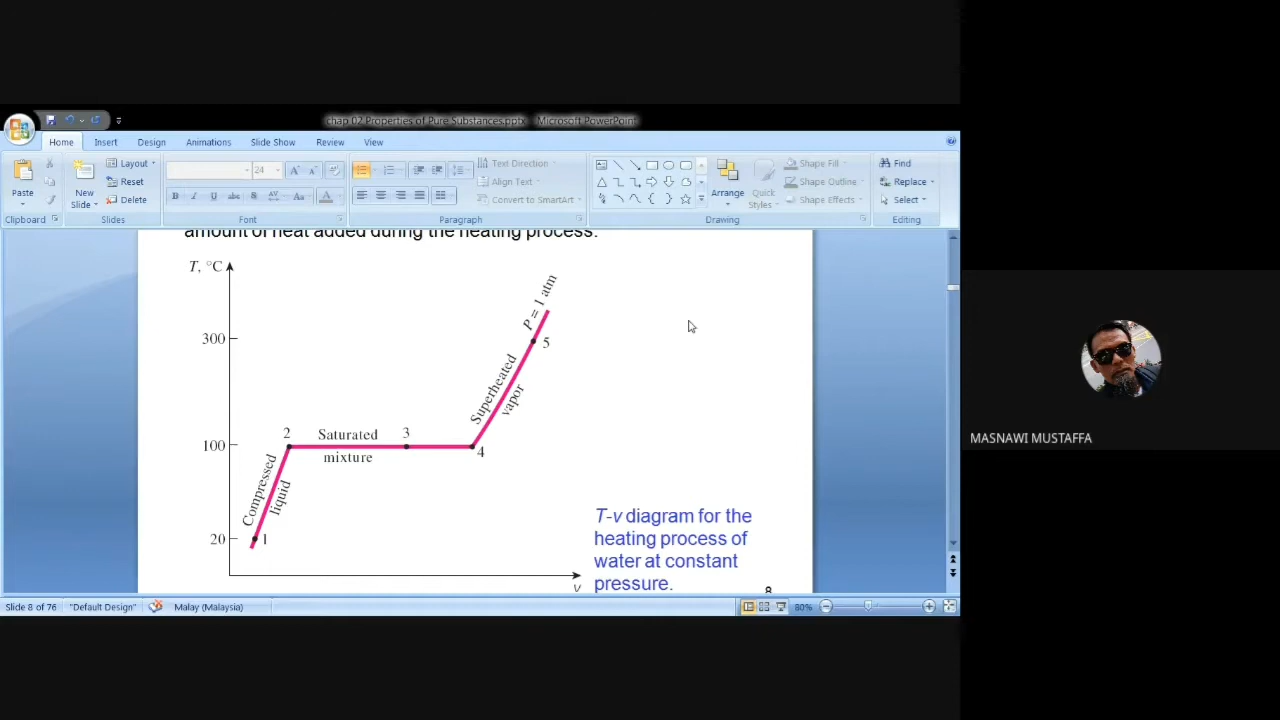 chap 02 Properties of Pure Substances.pptx - Microsoft PowerPoint
Home Insert Design Animations Slide Show Review View
Paste
Clipboard
New
Slide
Layout
Reset
Delete
Slides
24
B I U abc S AV Aa A
Font
Text Direction
Align Text
Convert to SmartArt
Paragraph
Arrange
Quick
Styles
Shape Fill
Shape Outline
Shape Effects
Drawing
Find
Replace
Select
Editing
amount of heat added during the heating process.
T, °C
300
100
20
P = 1 atm
5
Superheated
vapor
2
Saturated
mixture
3
4
Compressed
liquid
1
v
T-v diagram for the
heating process of
water at constant
pressure.
8
MASNAWI MUSTAFFA
Slide 8 of 76 "Default Design" Malay (Malaysia) 80%